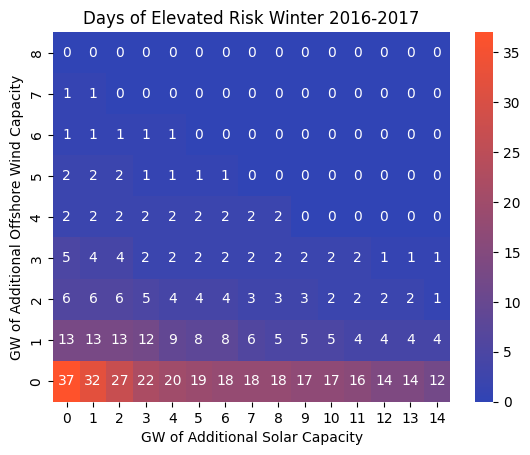 Days of Elevated Risk Winter 2016-2017
GW of Additional Offshore Wind Capacity
8 0 0 0 0 0 0 0 0 0 0 0 0 0 0 0
7 1 1 0 0 0 0 0 0 0 0 0 0 0 0 0
6 1 1 1 1 1 0 0 0 0 0 0 0 0 0 0
5 2 2 2 1 1 1 1 0 0 0 0 0 0 0 0
4 2 2 2 2 2 2 2 2 2 0 0 0 0 0 0
3 5 4 4 2 2 2 2 2 2 2 2 2 1 1 1
2 6 6 6 5 4 4 4 3 3 3 2 2 2 2 1
1 13 13 13 12 9 8 8 6 5 5 5 4 4 4 4
0 37 32 27 22 20 19 18 18 18 17 17 16 14 14 12
0 1 2 3 4 5 6 7 8 9 10 11 12 13 14
GW of Additional Solar Capacity
35
30
25
20
15
10
5
0